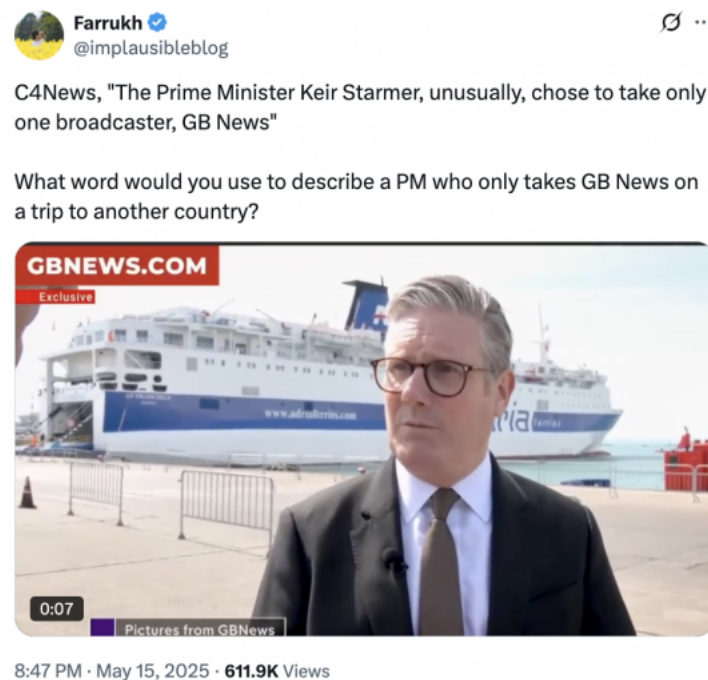 Farrukh
@implausibleblog
C4News, "The Prime Minister Keir Starmer, unusually, chose to take only
one broadcaster, GB News"
What word would you use to describe a PM who only takes GB News on
a trip to another country?
GBNEWS.COM
Exclusive
www.adriaferries.com
ria ferries
0:07
Pictures from GBNews
8:47 PM · May 15, 2025 · 611.9K Views